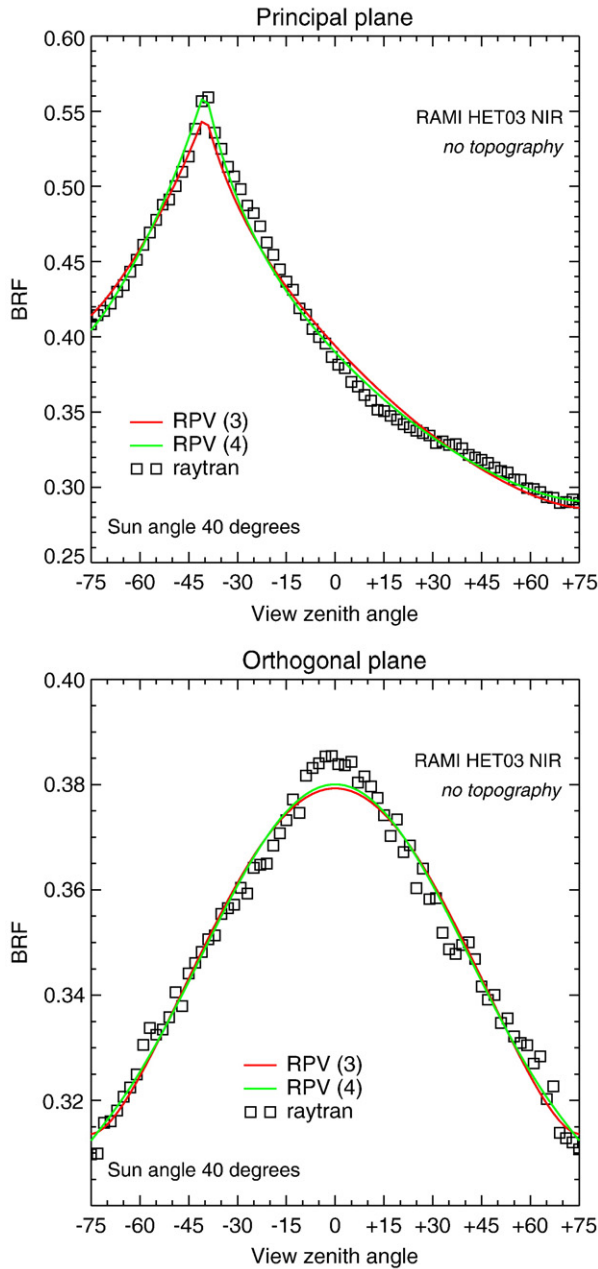 Principal plane
0.60
0.55
0.50
0.45
0.40
0.35
0.30
0.25
BRF
RAMI HET03 NIR
no topography
RPV (3)
RPV (4)
raytran
Sun angle 40 degrees
-75 -60 -45 -30 -15 0 +15 +30 +45 +60 +75
View zenith angle
Orthogonal plane
0.40
0.38
0.36
0.34
0.32
BRF
RAMI HET03 NIR
no topography
RPV (3)
RPV (4)
raytran
Sun angle 40 degrees
-75 -60 -45 -30 -15 0 +15 +30 +45 +60 +75
View zenith angle